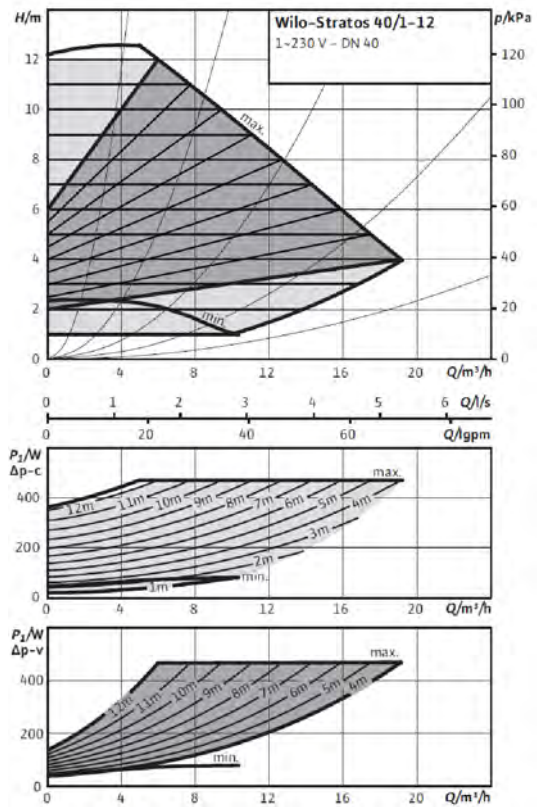 H/m
Wilo-Stratos 40/1-12
1~230 V - DN 40
p/kPa
12
10
8
6
4
2
0
120
100
80
60
40
20
0
max.
min.
0 4 8 12 16 20 Q/m³/h
0 1 2 3 4 5 6 Q/l/s
0 20 40 60 Q/Igpm
P₁/W
Δp-c
400
200
0
max.
12m 11m 10m 9m 8m 7m 6m 5m 4m
3m
2m
1m
min.
0 4 8 12 16 20 Q/m³/h
P₁/W
Δp-v
400
200
0
max.
12m 11m 10m 9m 8m 7m 6m 5m 4m
min.
0 4 8 12 16 20 Q/m³/h